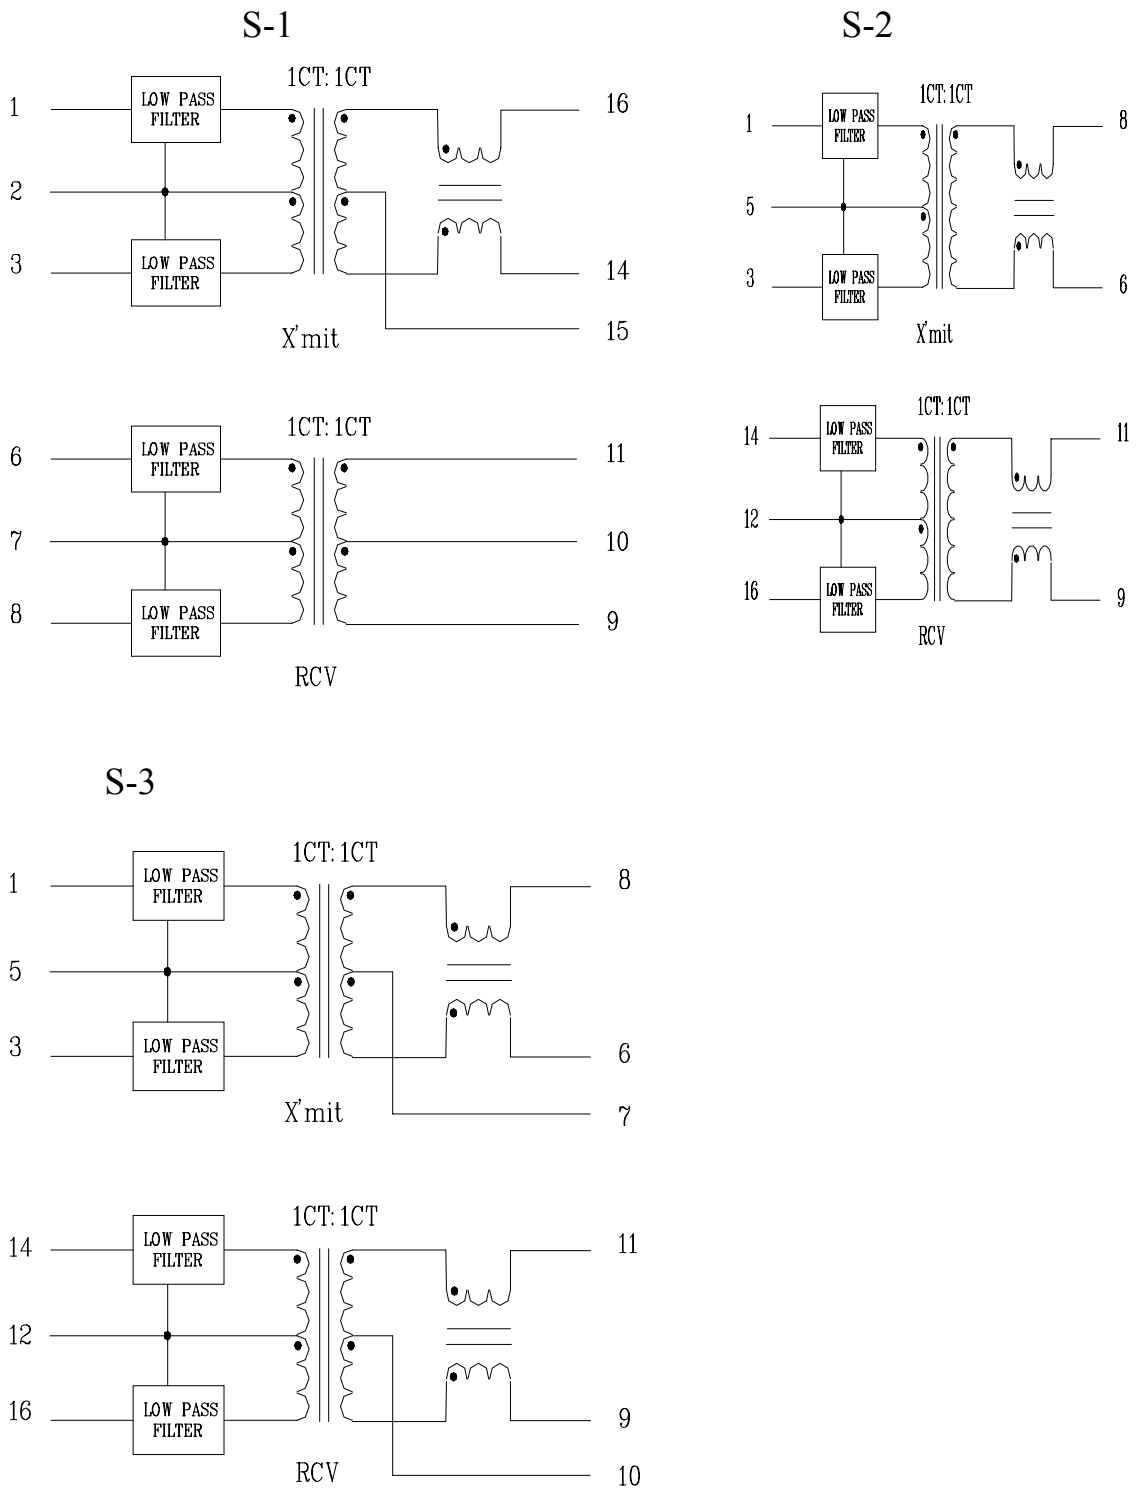 S-1
1CT:1CT
1
LOW PASS
FILTER
16
2
3
LOW PASS
FILTER
14
15
X'mit
1CT:1CT
6
LOW PASS
FILTER
11
7
10
8
LOW PASS
FILTER
9
RCV
S-2
1CT:1CT
1
LOW PASS
FILTER
8
5
3
LOW PASS
FILTER
6
X'mit
1CT:1CT
14
LOW PASS
FILTER
11
12
16
LOW PASS
FILTER
9
RCV
S-3
1CT:1CT
1
LOW PASS
FILTER
8
5
3
LOW PASS
FILTER
6
X'mit
7
1CT:1CT
14
LOW PASS
FILTER
11
12
16
LOW PASS
FILTER
9
RCV
10